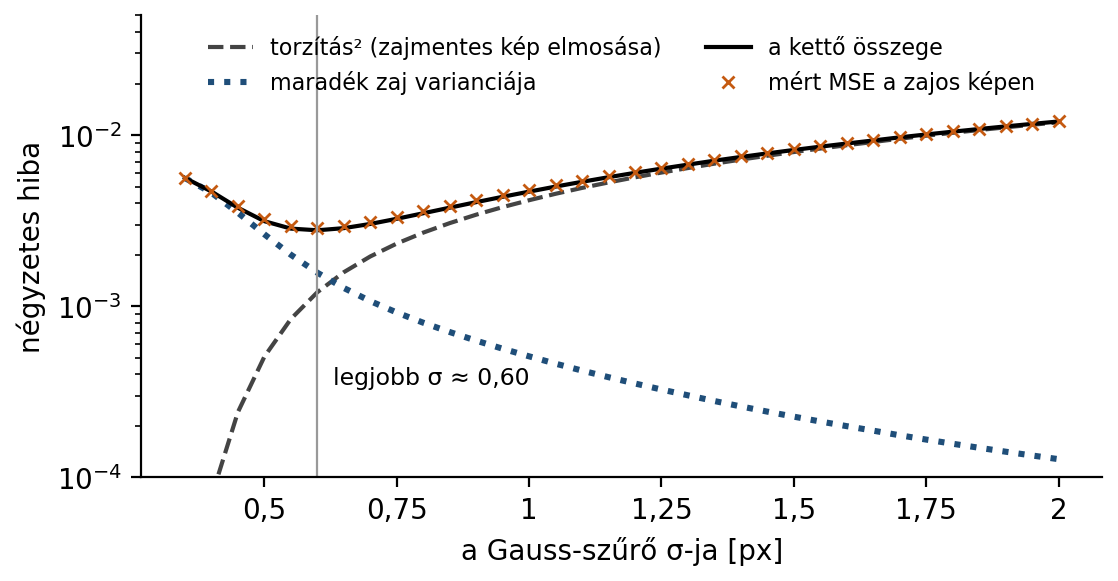 torzítás² (zajmentes kép elmosása)
maradék zaj varianciája
a kettő összege
mért MSE a zajos képen
négyzetes hiba
10⁻²
10⁻³
10⁻⁴
legjobb σ ≈ 0,60
0,5 0,75 1 1,25 1,5 1,75 2
a Gauss-szűrő σ-ja [px]